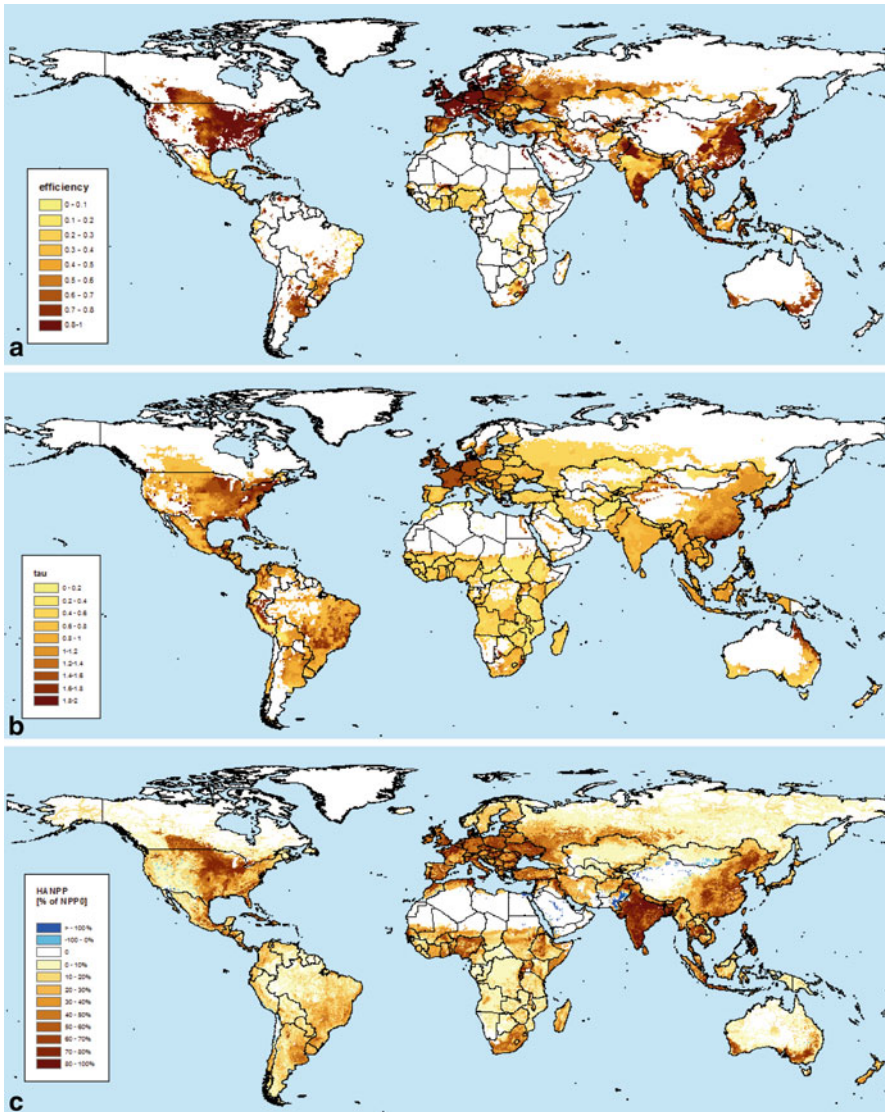 efficiency
0 - 0.1
0.1 - 0.2
0.2 - 0.3
0.3 - 0.4
0.4 - 0.5
0.5 - 0.6
0.6 - 0.7
0.7 - 0.8
0.8-1
a
tau
0 - 0.2
0.2 - 0.4
0.4 - 0.6
0.6 - 0.8
0.8 - 1
1-1.2
1.2-1.4
1.4-1.6
1.6-1.8
1.8-2
b
HANPP
[% of NPP0]
> - 100%
-100 - 0%
0
0 - 10%
10 - 20%
20 - 30%
30 - 40%
40 - 50%
50 - 60%
60 - 70%
70 - 80%
80 - 100%
c